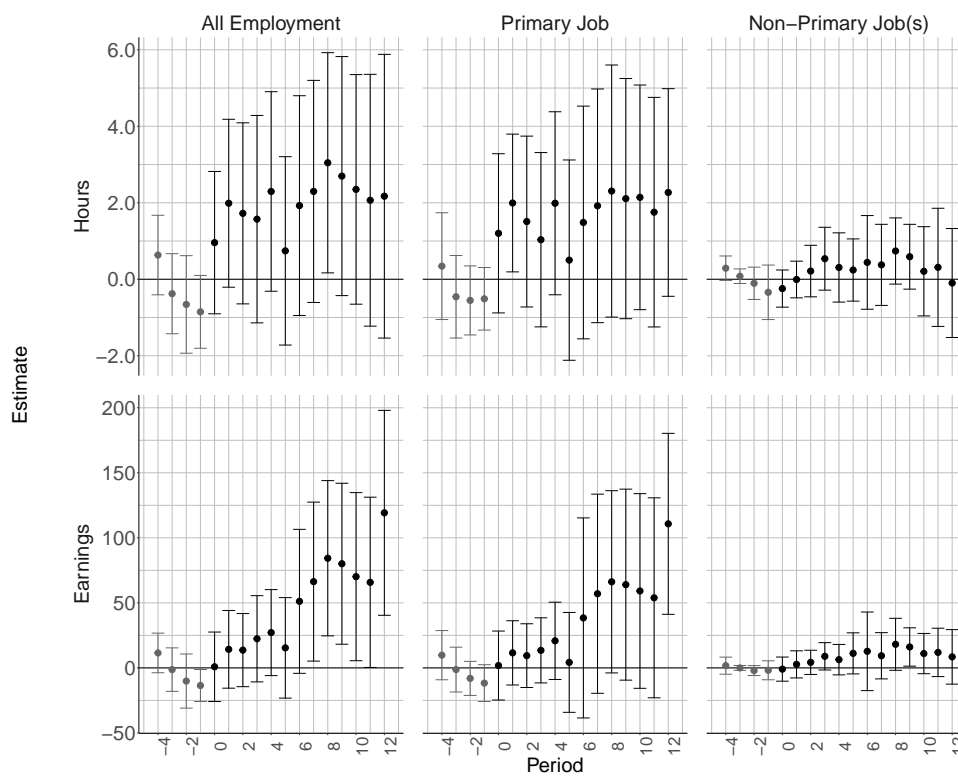 All Employment Primary Job Non−Primary Job(s)
6.0
4.0
2.0
0.0
−2.0
Hours
Estimate
200
150
100
50
0
−50
Earnings
−4 −2 0 2 4 6 8 10 12 −4 −2 0 2 4 6 8 10 12 −4 −2 0 2 4 6 8 10 12
Period